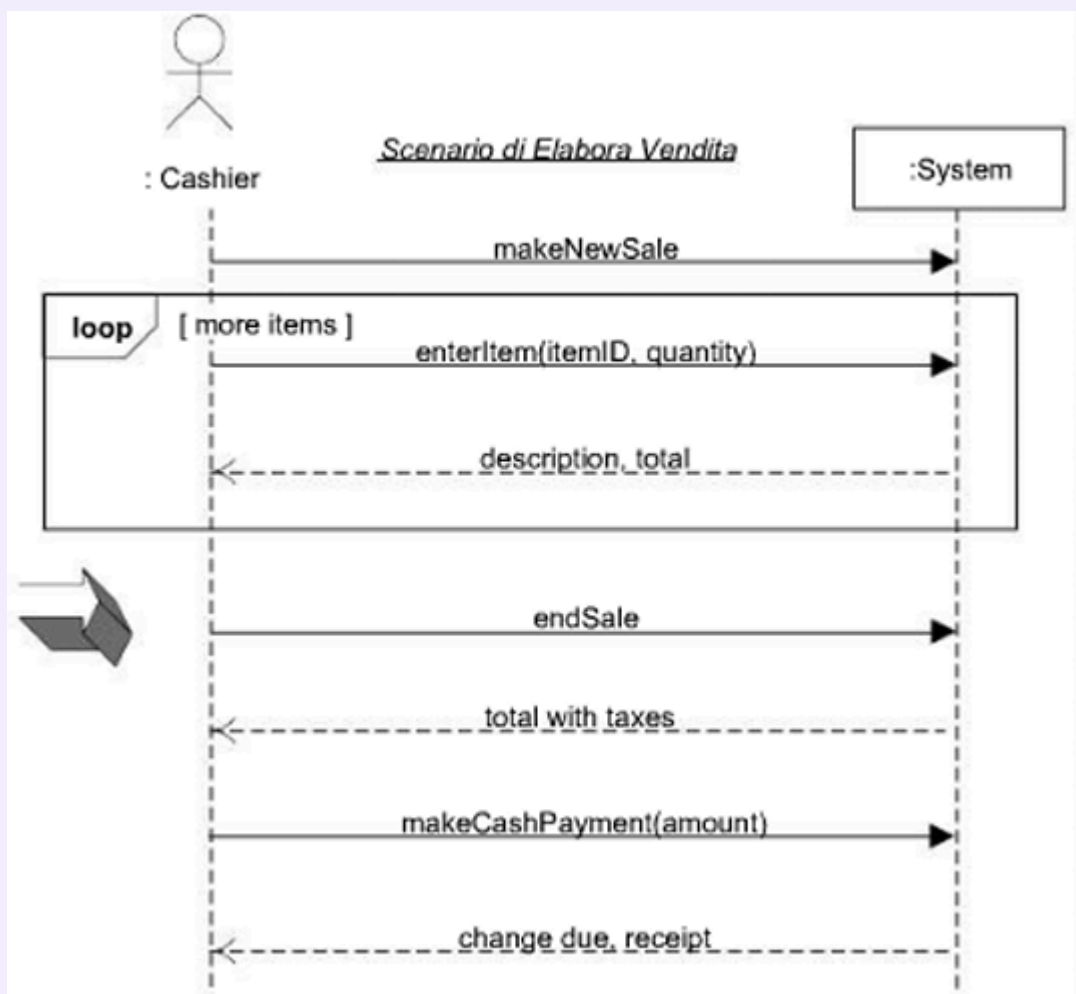 Scenario di Elabora Vendita
: Cashier
:System
makeNewSale
loop
[ more items ]
enterItem(itemID, quantity)
description, total
endSale
total with taxes
makeCashPayment(amount)
change due, receipt